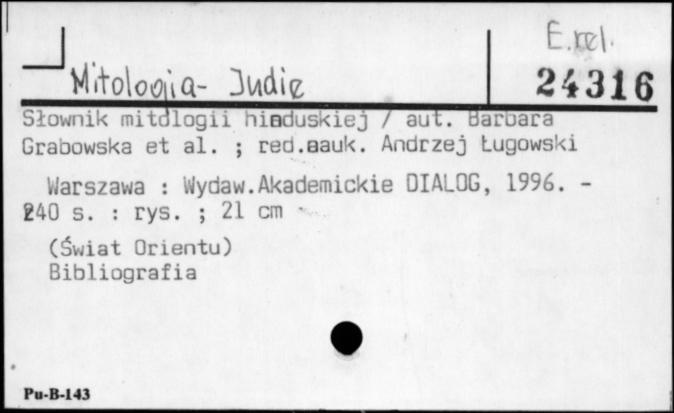 E.rel.
Mitologia- Indie
24316
Słownik mitologii hinduskiej / aut. Barbara
Grabowska et al. ; red.nauk. Andrzej Ługowski
Warszawa : Wydaw.Akademickie DIALOG, 1996. -
240 s. : rys. ; 21 cm
(Świat Orientu)
Bibliografia
Pu-B-143